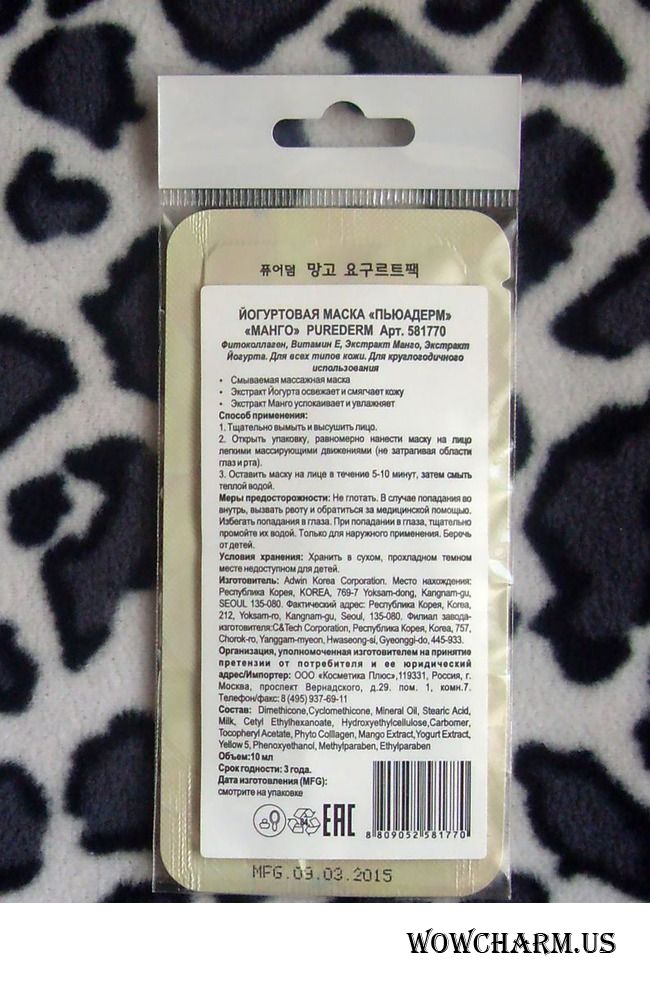 퓨어덤 망고 요구르트팩
ЙОГУРТОВАЯ МАСКА «ПЬЮАДЕРМ»
«МАНГО» PUREDERM Арт. 581770
Фитоколлаген, Витамин Е, Экстракт Манго, Экстракт
Йогурта. Для всех типов кожи. Для круглогодичного
использования
• Смываемая массажная маска
• Экстракт Йогурта освежает и смягчает кожу
• Экстракт Манго успокаивает и увлажняет
Способ применения:
1. Тщательно вымыть и высушить лицо.
2. Открыть упаковку, равномерно нанести маску на лицо
легкими массирующими движениями (не затрагивая области
глаз и рта).
3. Оставить маску на лице в течение 5-10 минут, затем смыть
теплой водой.
Меры предосторожности: Не глотать. В случае попадания во
внутрь, вызвать рвоту и обратиться за медицинской помощью.
Избегать попадания в глаза. При попадании в глаза, тщательно
промойте их водой. Только для наружного применения. Беречь
от детей.
Условия хранения: Хранить в сухом, прохладном темном
месте недоступном для детей.
Изготовитель: Adwin Korea Corporation. Место нахождения:
Республика Корея, KOREA, 769-7 Yoksam-dong, Kangnam-gu,
SEOUL 135-080. Фактический адрес: Республика Корея, Korea,
212, Yoksam-ro, Kangnam-gu, Seoul, 135-080. Филиал завода-
изготовителя:C&Tech Corporation, Республика Корея, Korea, 757,
Chorok-ro, Yanggam-myeon, Hwaseong-si, Gyeonggi-do, 445-933.
Организация, уполномоченная изготовителем на принятие
претензии от потребителя и ее юридический
адрес/Импортер: ООО «Косметика Плюс»,119331, Россия, г.
Москва, проспект Вернадского, д.29. пом. 1, комн.7.
Телефон/факс: 8 (495) 937-69-11
Состав: Dimethicone,Cyclomethicone, Mineral Oil, Stearic Acid,
Milk, Cetyl Ethylhexanoate, Hydroxyethylcellulose,Carbomer,
Tocopheryl Acetate, Phyto Colllagen, Mango Extract,Yogurt Extract,
Yellow 5, Phenoxyethanol, Methylparaben, Ethylparaben
Объем:10 мл
Срок годности: 3 года.
Дата изготовления (MFG):
смотрите на упаковке
EAC
8 809052 581770
MFG.09.03.2015
WOWCHARM.US